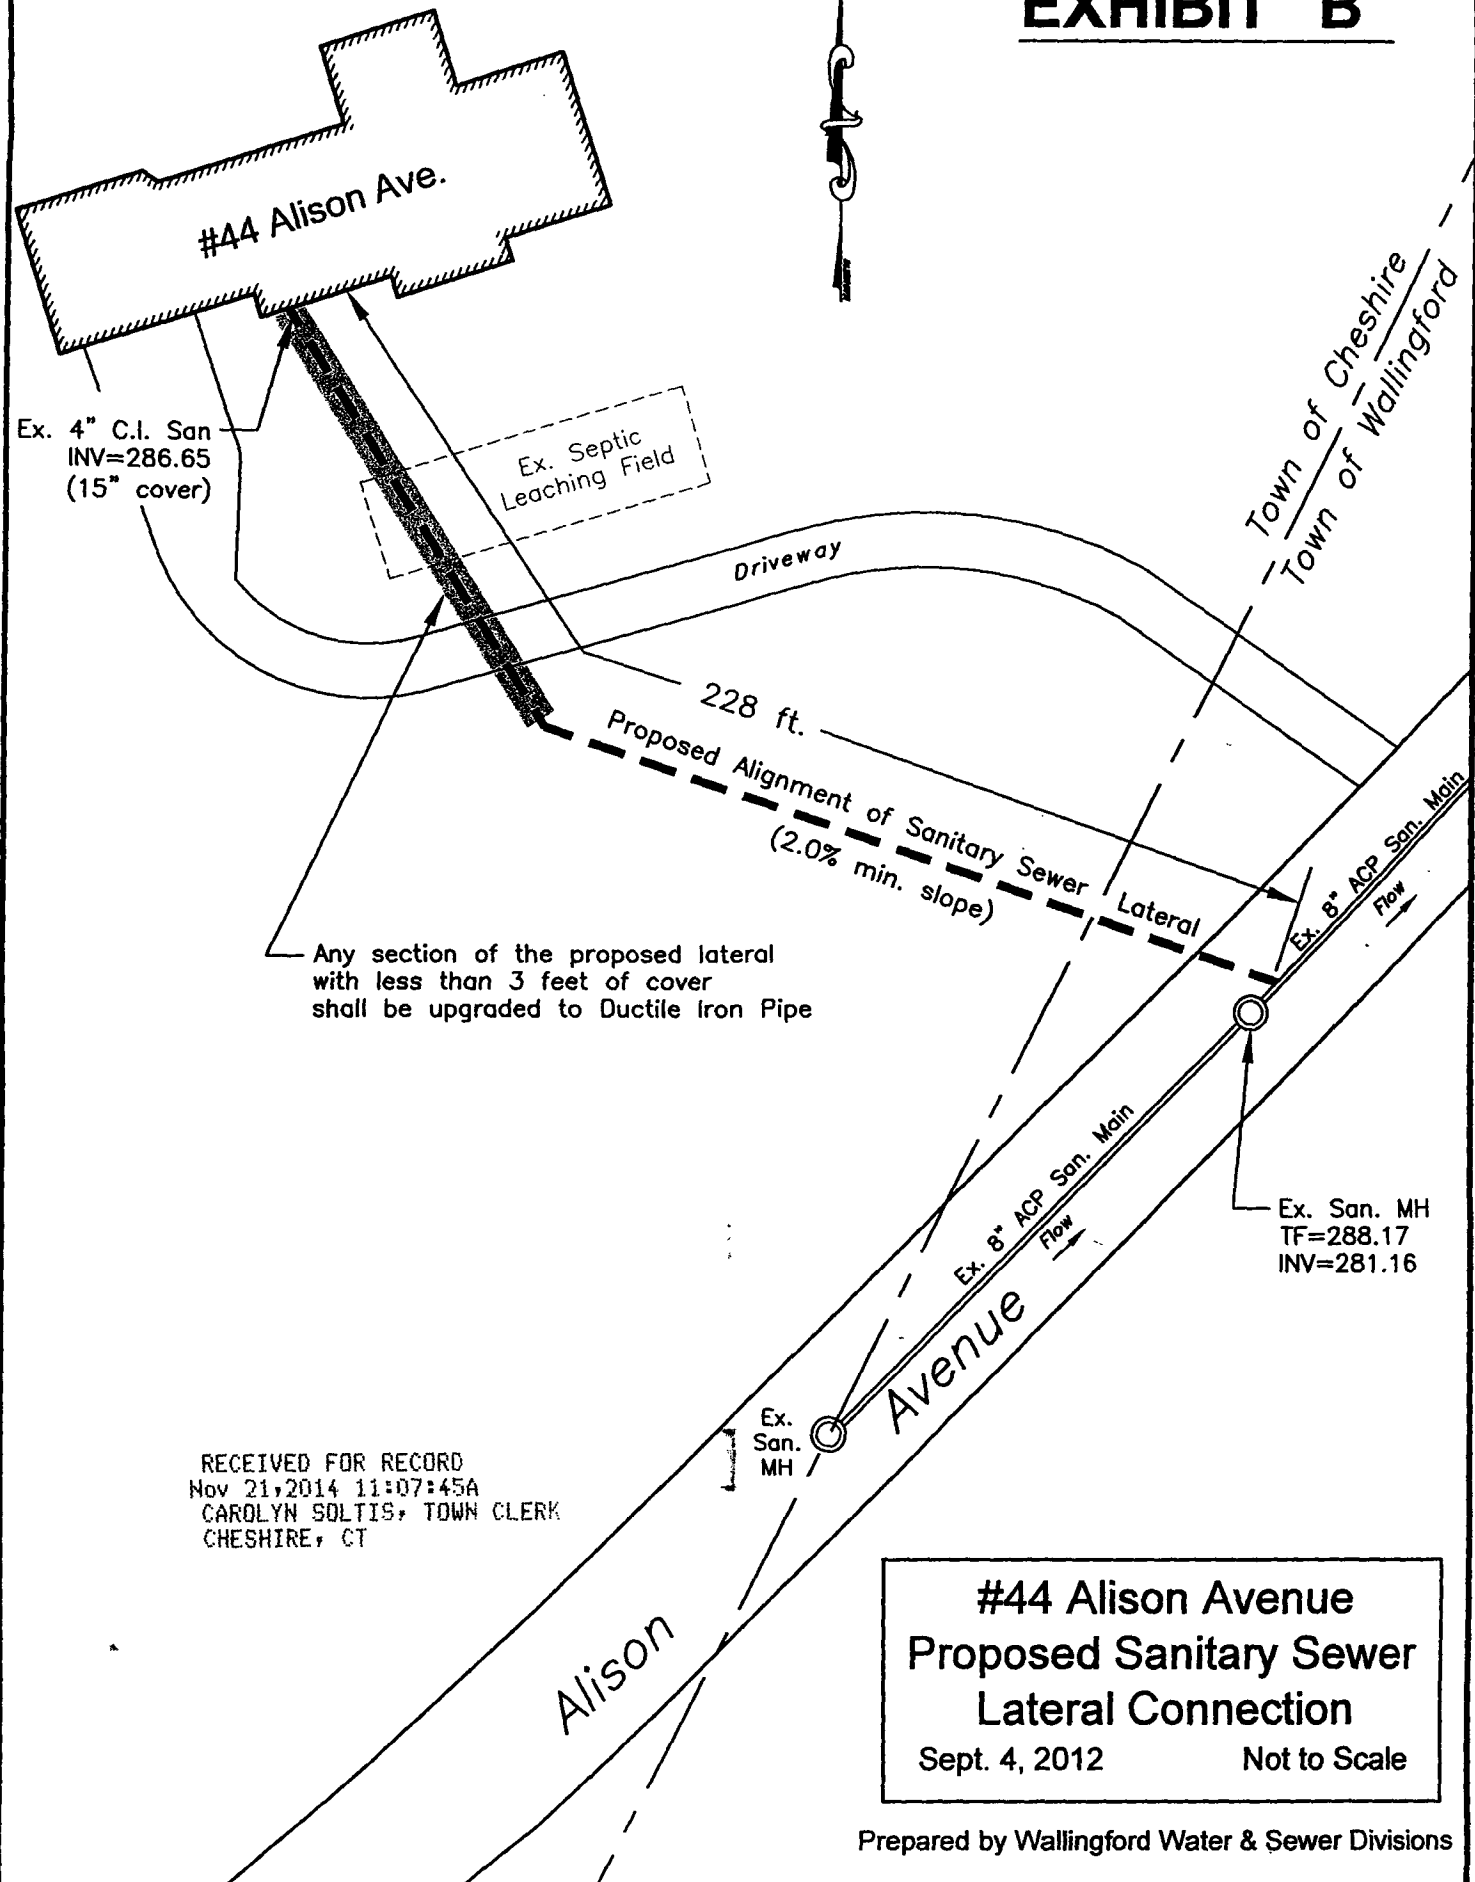 EXHIBIT B
#44 Alison Ave.
Town of Cheshire
Town of Wallingford
Ex. 4" C.I. San
INV=286.65
(15" cover)
Ex. Septic
Leaching Field
Driveway
228 ft.
Proposed Alignment of Sanitary Sewer Lateral
(2.0% min. slope)
Ex. 8" ACP San. Main
Flow
Any section of the proposed lateral
with less than 3 feet of cover
shall be upgraded to Ductile Iron Pipe
Ex. 8" ACP San. Main
Flow
Ex. San. MH
TF=288.17
INV=281.16
Ex.
San.
MH
Alison Avenue
RECEIVED FOR RECORD
Nov 21,2014 11:07:45A
CAROLYN SOLTIS, TOWN CLERK
CHESHIRE, CT
#44 Alison Avenue
Proposed Sanitary Sewer
Lateral Connection
Sept. 4, 2012 Not to Scale
Prepared by Wallingford Water & Sewer Divisions